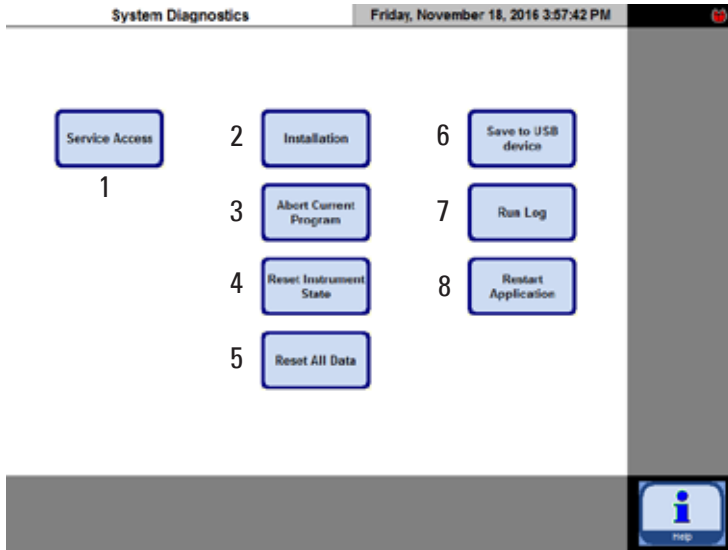 System Diagnostics
Friday, November 18, 2016 3:57:42 PM
Service Access
1
2
Installation
3
Abort Current
Program
4
Reset Instrument
State
5
Reset All Data
6
Save to USB
device
7
Run Log
8
Restart
Application
Help